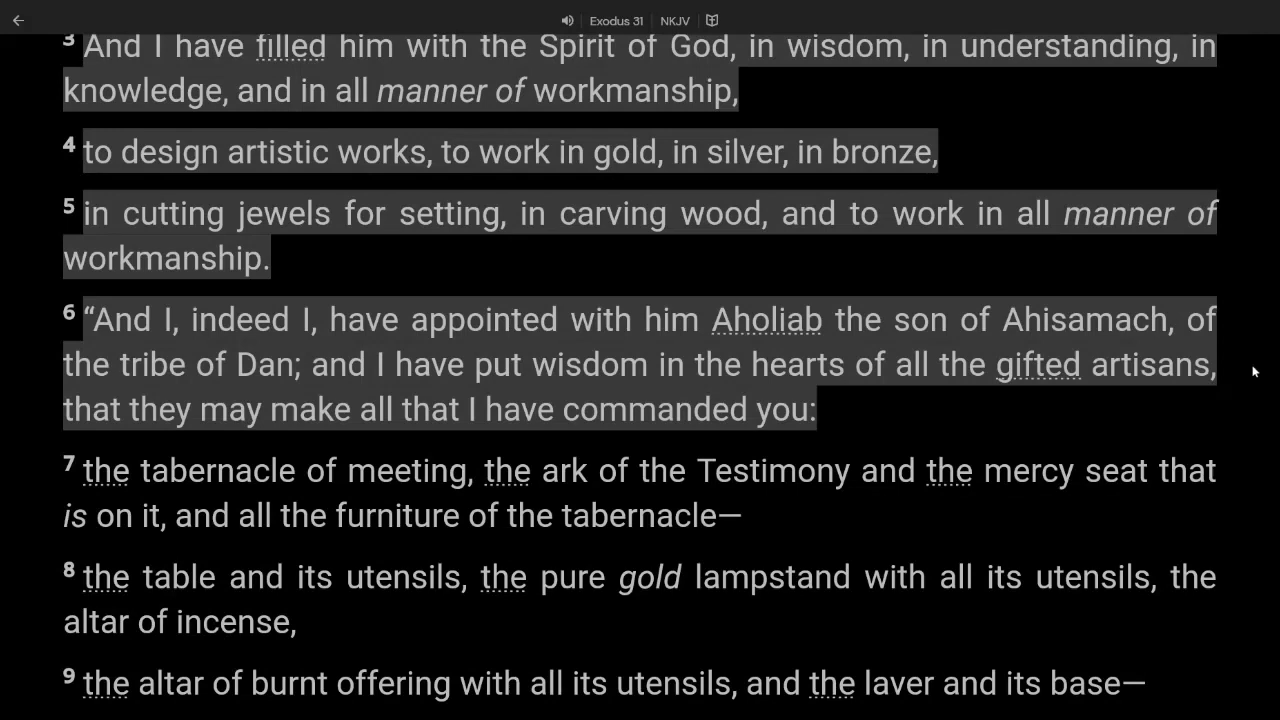 Exodus 31 NKJV
3 And I have filled him with the Spirit of God, in wisdom, in understanding, in
knowledge, and in all manner of workmanship,
4 to design artistic works, to work in gold, in silver, in bronze,
5 in cutting jewels for setting, in carving wood, and to work in all manner of
workmanship.
6 “And I, indeed I, have appointed with him Aholiab the son of Ahisamach, of
the tribe of Dan; and I have put wisdom in the hearts of all the gifted artisans,
that they may make all that I have commanded you:
7 the tabernacle of meeting, the ark of the Testimony and the mercy seat that
is on it, and all the furniture of the tabernacle—
8 the table and its utensils, the pure gold lampstand with all its utensils, the
altar of incense,
9 the altar of burnt offering with all its utensils, and the laver and its base—